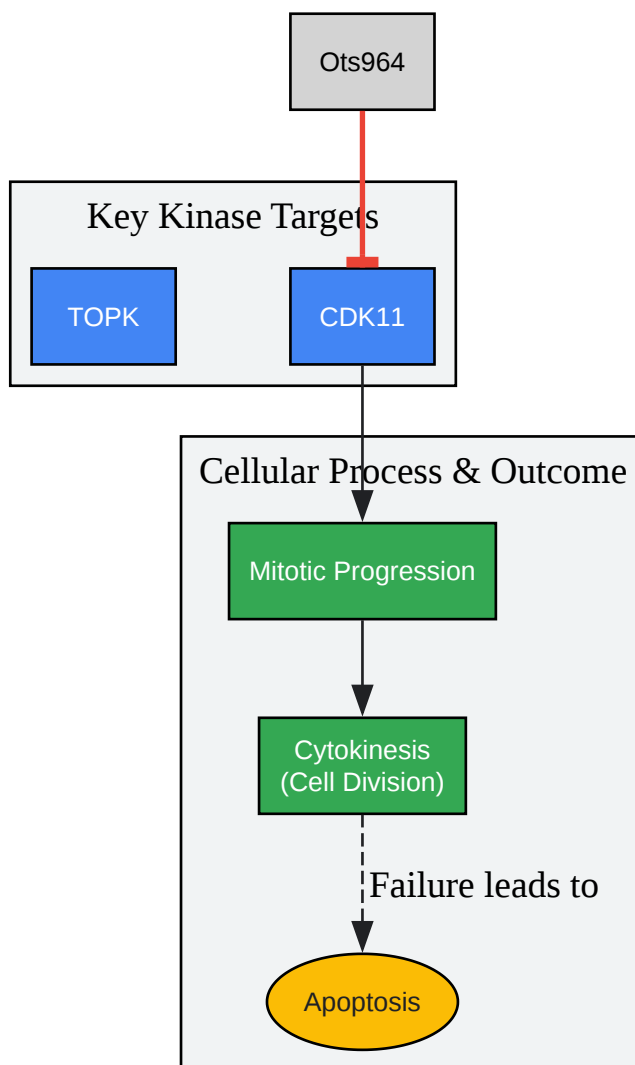 Ots964
Key Kinase Targets
TOPK
CDK11
Cellular Process & Outcome
Mitotic Progression
Cytokinesis
(Cell Division)
Failure leads to
Apoptosis